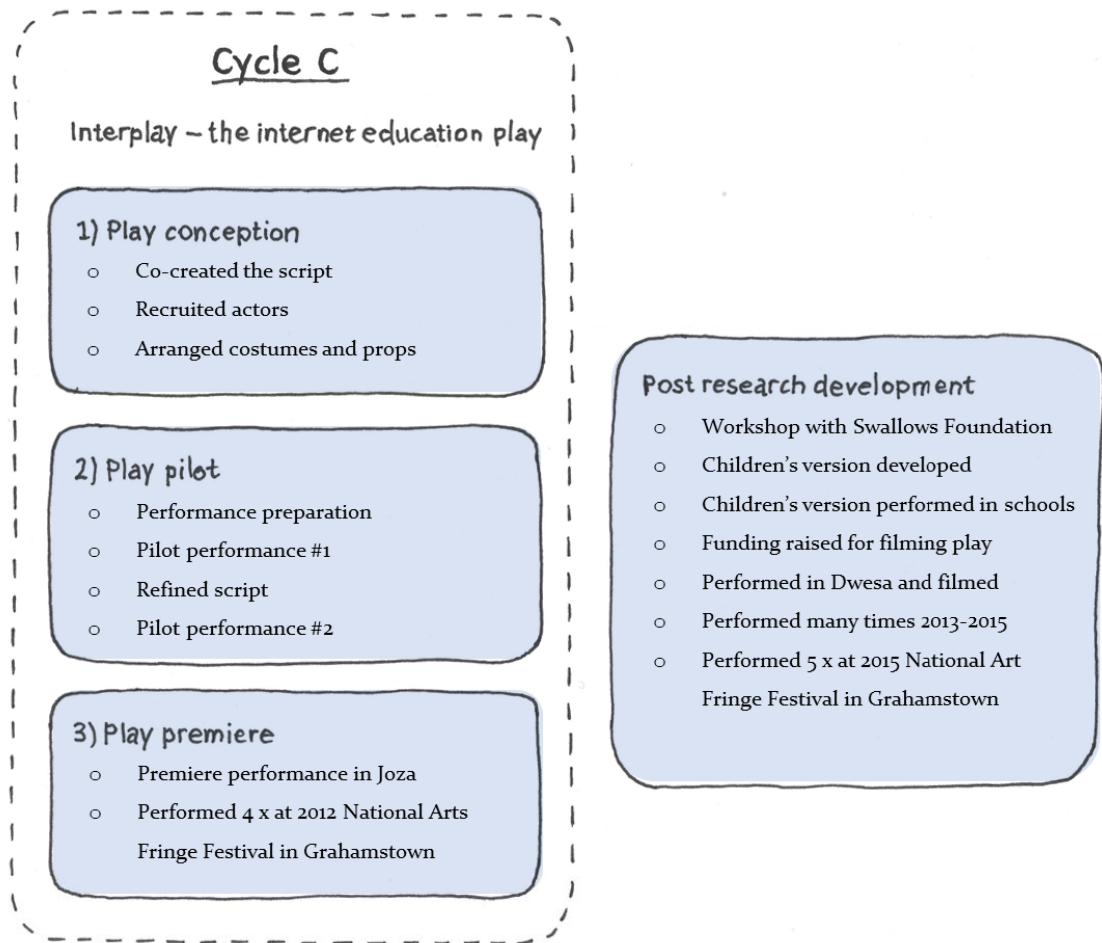 Cycle C
Interplay – the internet education play
1) Play conception
o Co-created the script
o Recruited actors
o Arranged costumes and props
2) Play pilot
o Performance preparation
o Pilot performance #1
o Refined script
o Pilot performance #2
3) Play premiere
o Premiere performance in Joza
o Performed 4 x at 2012 National Arts
Fringe Festival in Grahamstown
Post research development
o Workshop with Swallows Foundation
o Children’s version developed
o Children’s version performed in schools
o Funding raised for filming play
o Performed in Dwesa and filmed
o Performed many times 2013-2015
o Performed 5 x at 2015 National Art
Fringe Festival in Grahamstown